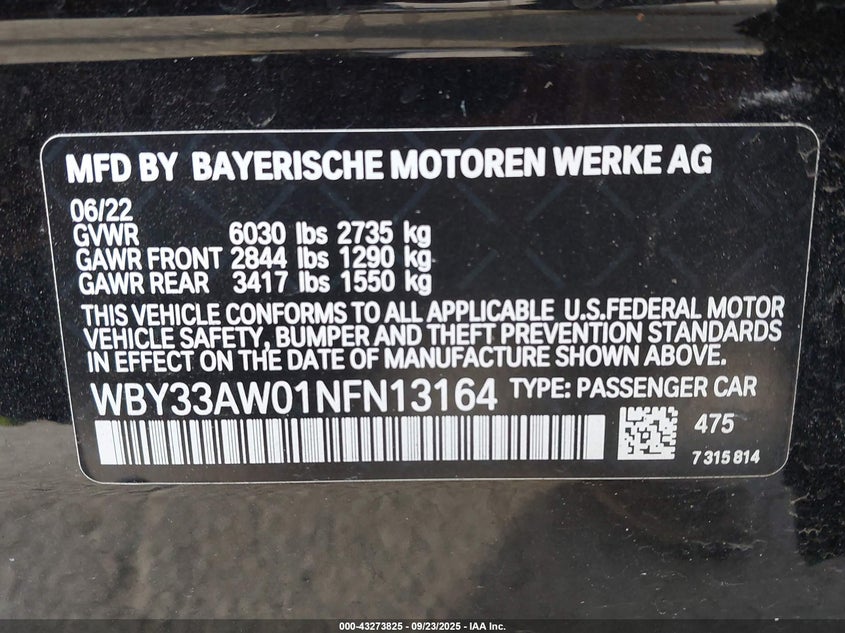 MFD BY BAYERISCHE MOTOREN WERKE AG
06/22
GVWR 6030 lbs 2735 kg
GAWR FRONT 2844 lbs 1290 kg
GAWR REAR 3417 lbs 1550 kg
THIS VEHICLE CONFORMS TO ALL APPLICABLE U.S.FEDERAL MOTOR
VEHICLE SAFETY, BUMPER AND THEFT PREVENTION STANDARDS
IN EFFECT ON THE DATE OF MANUFACTURE SHOWN ABOVE.
WBY33AW01NFN13164 TYPE: PASSENGER CAR
475
7315814
000-43273825 - 09/23/2025 - IAA Inc.